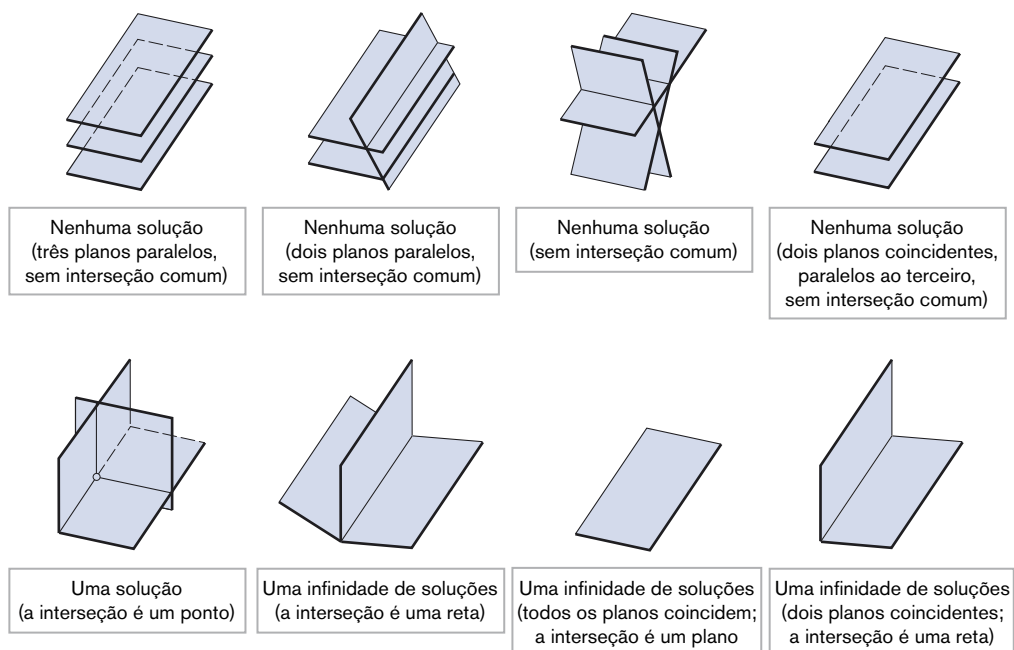 Nenhuma solução
(três planos paralelos,
sem interseção comum)
Nenhuma solução
(dois planos paralelos,
sem interseção comum)
Nenhuma solução
(sem interseção comum)
Nenhuma solução
(dois planos coincidentes,
paralelos ao terceiro,
sem interseção comum)
Uma solução
(a interseção é um ponto)
Uma infinidade de soluções
(a interseção é uma reta)
Uma infinidade de soluções
(todos os planos coincidem;
a interseção é um plano
Uma infinidade de soluções
(dois planos coincidentes;
a interseção é uma reta)